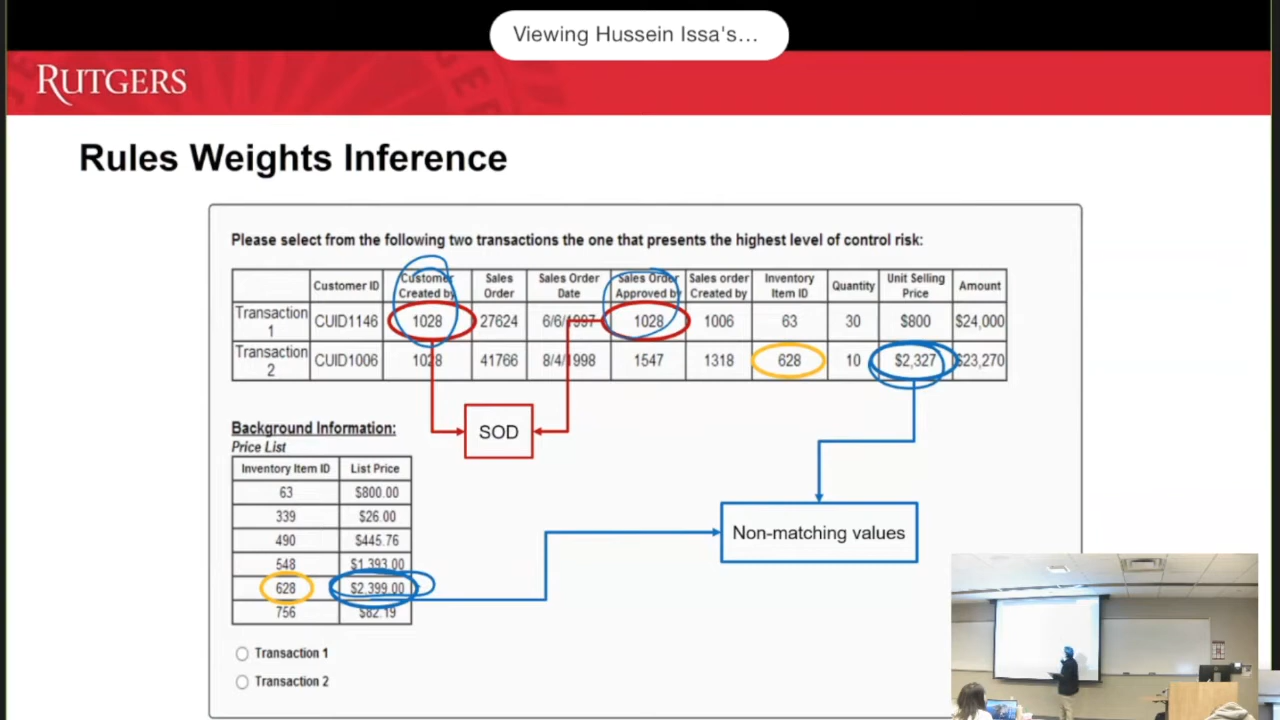 Viewing Hussein Issa's...
RUTGERS
Rules Weights Inference
Please select from the following two transactions the one that presents the highest level of control risk:
Customer ID Customer Created by Sales Order Sales Order Date Sales Order Approved by Sales order Created by Inventory Item ID Quantity Unit Selling Price Amount
Transaction 1 CUID1146 1028 27624 6/6/1997 1028 1006 63 30 $800 $24,000
Transaction 2 CUID1006 1028 41766 8/4/1998 1547 1318 628 10 $2,327 $23,270
SOD
Background Information:
Price List
Inventory Item ID List Price
63 $800.00
339 $26.00
490 $445.76
548 $1,393.00
628 $2,399.00
756 $82.19
Non-matching values
Transaction 1
Transaction 2